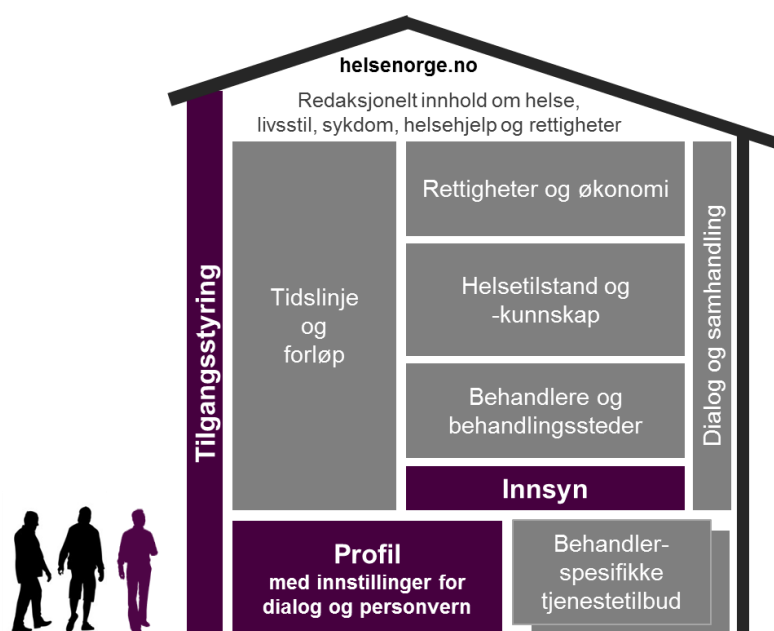 helsenorge.no
Redaksjonelt innhold om helse,
livsstil, sykdom, helsehjelp og rettigheter
Tilgangsstyring
Tidslinje
og
forløp
Rettigheter og økonomi
Helsetilstand og
-kunnskap
Behandlere og
behandlingssteder
Innsyn
Dialog og samhandling
Profil
med innstillinger for
dialog og personvern
Behandler-
spesifikke
tjenestetilbud